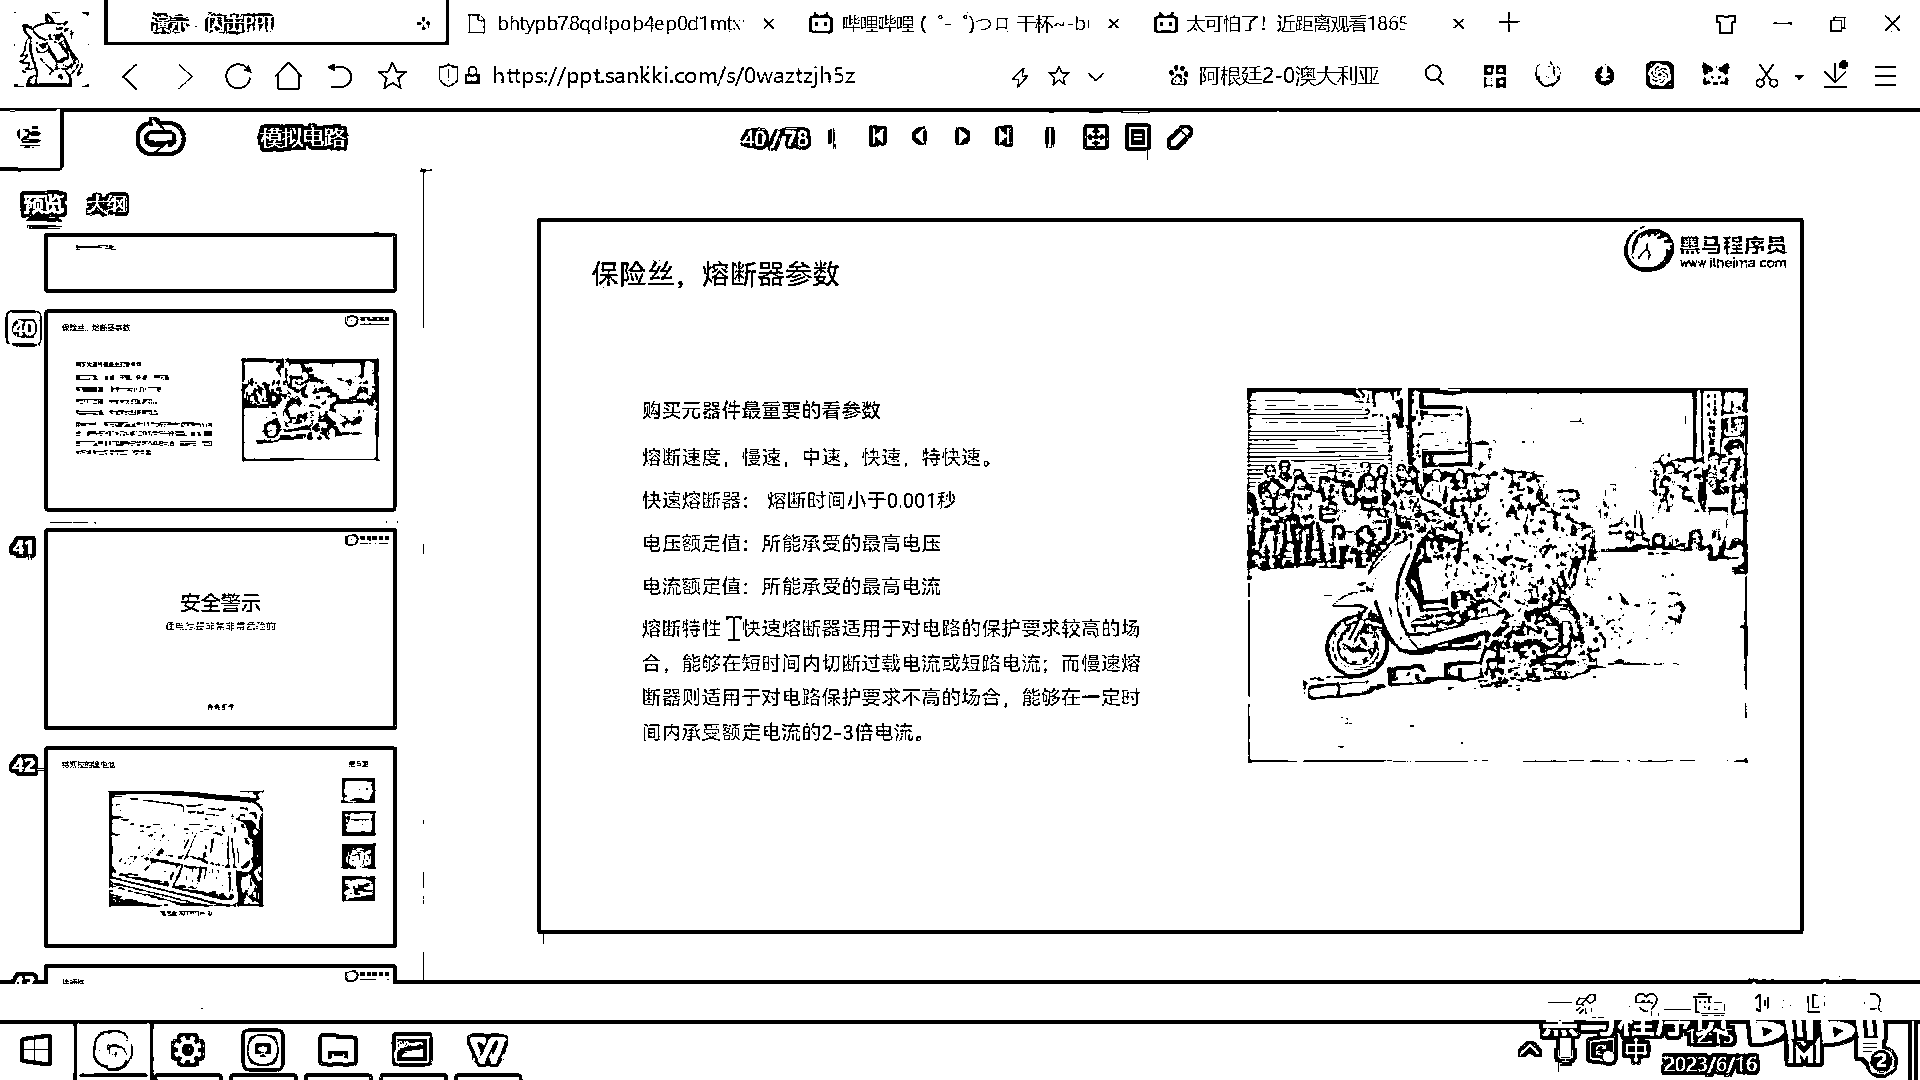 演示 - 闪击PPT
bhtypb78qdlpob4ep0d1mtx
哔哩哔哩 ( ゜- ゜)つロ 干杯~-bi
太可怕了！近距离观看1865
https://ppt.sankki.com/s/0waztzjh5z
阿根廷2-0澳大利亚
模拟电路
40//78
预览 大纲
黑马程序员
www.itheima.com
保险丝，熔断器参数
购买元器件最重要的看参数
熔断速度，慢速，中速，快速，特快速。
快速熔断器： 熔断时间小于0.001秒
电压额定值：所能承受的最高电压
电流额定值：所能承受的最高电流
熔断特性 快速熔断器适用于对电路的保护要求较高的场
合，能够在短时间内切断过载电流或短路电流；而慢速熔
断器则适用于对电路保护要求不高的场合，能够在一定时
间内承受额定电流的2-3倍电流。
40
保险丝，熔断器参数
41
安全警示
42
黑马程序员
中
2023/6/16
2